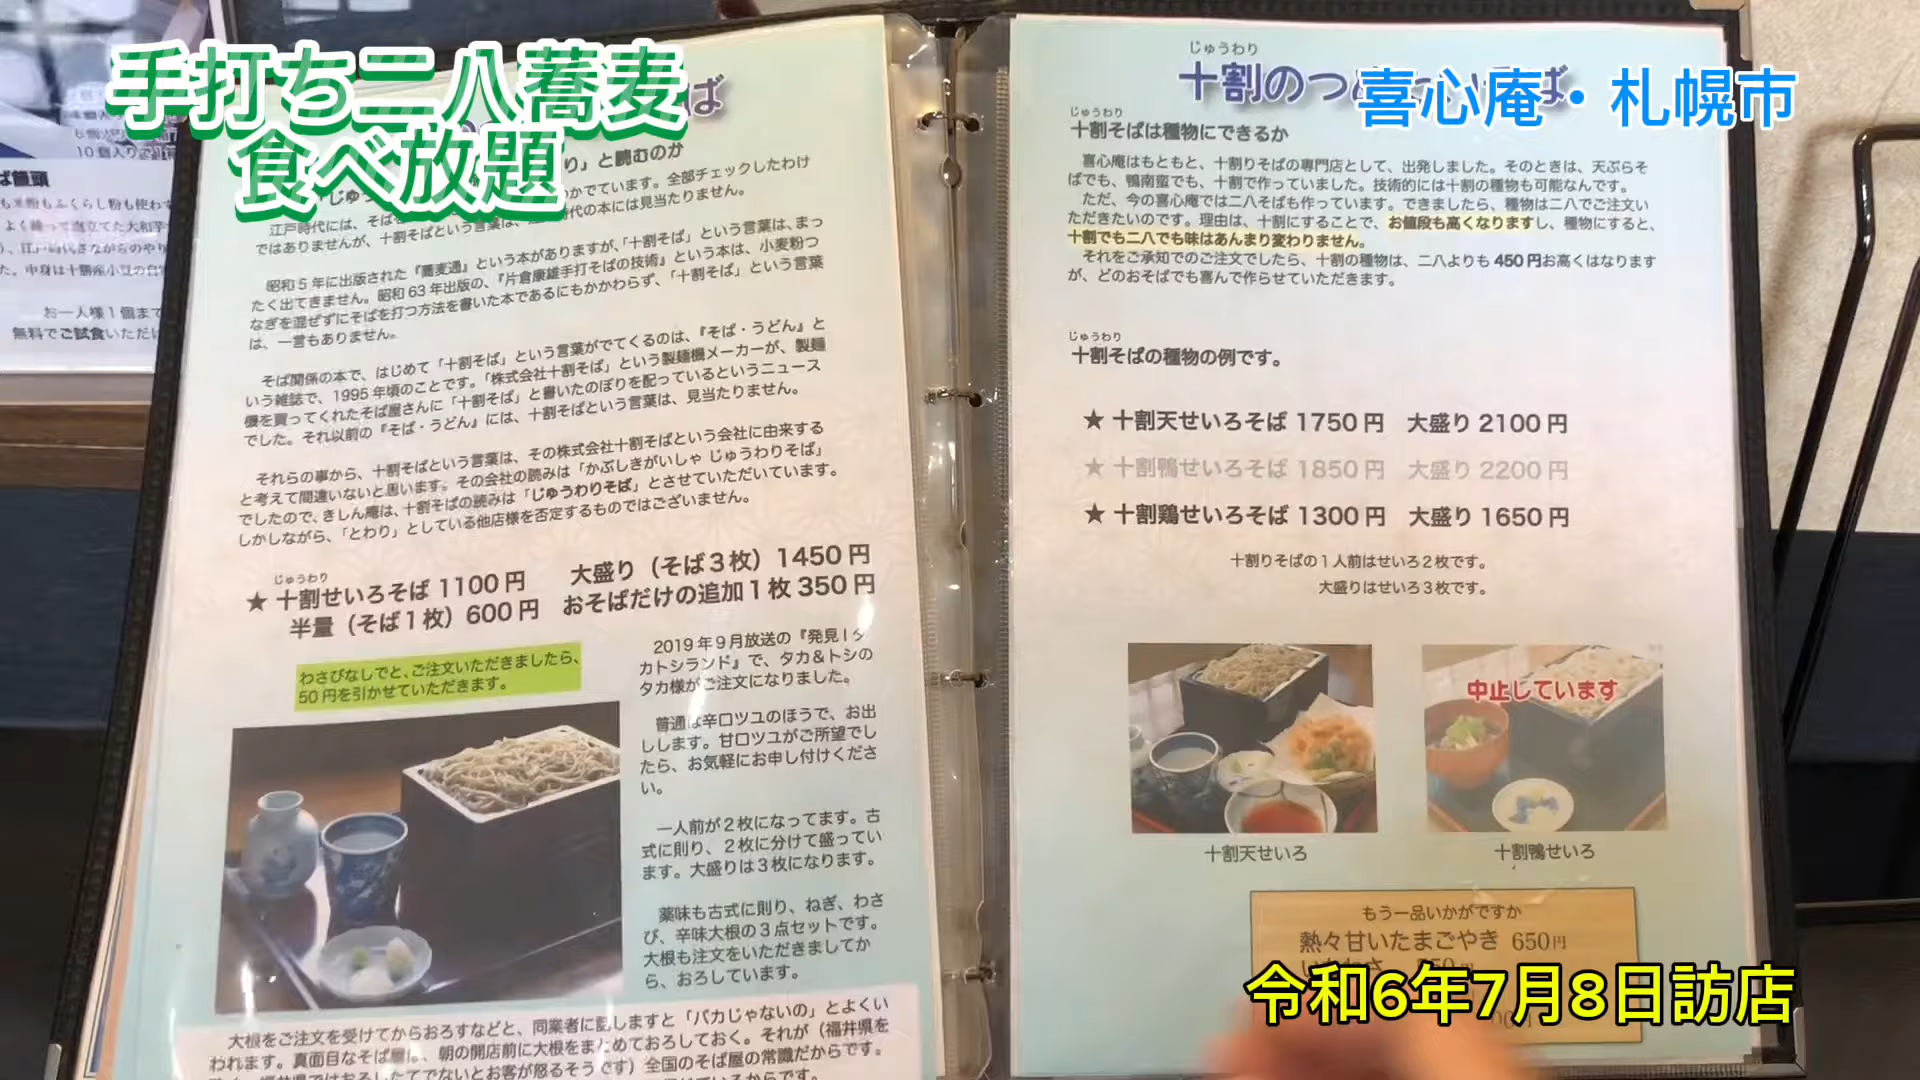 手打ち二八蕎麦
食べ放題
喜心庵・札幌市
令和6年7月8日訪店
10個入りで1箱
ば饅頭
お一人様1個まで
無料でご試食いただけ
そば
り」と読むのか
ではありませんが、十割そばという言葉は、江戸時代の本には見当たりません。
昭和5年に出版された『蕎麦通』という本がありますが、「十割そば」という言葉は、まっ
たく出てきません。昭和63年出版の、『片倉康雄手打そばの技術』という本は、小麦粉つ
なぎを混ぜずにそばを打つ方法を書いた本であるにもかかわらず、「十割そば」という言葉
は、一言もありません。
そば関係の本で、はじめて「十割そば」という言葉がでてくるのは、『そば・うどん』と
いう雑誌で、1995年頃のことです。「株式会社十割そば」という製麺機メーカーが、製麺
機を買ってくれたそば屋さんに「十割そば」と書いたのぼりを配っているというニュース
でした。それ以前の『そば・うどん』には、十割そばという言葉は、見当たりません。
それらの事から、十割そばという言葉は、その株式会社十割そばという会社に由来する
と考えて間違いないと思います。その会社の読みは「かぶしきがいしゃ じゅうわりそば」
でしたので、きしん庵は、十割そばの読みは「じゅうわりそば」とさせていただいています。
しかしながら、「とわり」としている他店様を否定するものではございません。
じゅうわり
★ 十割せいろそば 1100円 大盛り（そば3枚）1450円
半量（そば1枚）600円 おそばだけの追加1枚 350円
わさびなしでと、ご注文いただきましたら、
50円を引かせていただきます。
2019年9月放送の『発見！タ
カトシランド』で、タカ&トシの
タカ様がご注文になりました。
普通は辛口ツユのほうで、お出
しします。甘口ツユがご所望でし
たら、お気軽にお申し付けくださ
い。
一人前が2枚になってます。古
式に則り、2枚に分けて盛ってい
ます。大盛りは3枚になります。
薬味も古式に則り、ねぎ、わさ
び、辛味大根の3点セットです。
大根も注文をいただきましてか
ら、おろしています。
大根をご注文を受けてからおろすなどと、同業者に話しますと「バカじゃないの」とよくい
われます。真面目なそば屋は、朝の開店前に大根をまとめておろしておく。それが（福井県を
全国のそば屋の常識だからです。
じゅうわり
十割のつめたいそば
じゅうわり
十割そばは種物にできるか
喜心庵はもともと、十割りそばの専門店として、出発しました。そのときは、天ぷらそ
ばでも、鴨南蛮でも、十割で作っていました。技術的には十割の種物も可能なんです。
ただ、今の喜心庵では二八そばも作っています。できましたら、種物は二八でご注文い
ただきたいのです。理由は、十割にすることで、お値段も高くなりますし、種物にすると、
十割でも二八でも味はあんまり変わりません。
それをご承知でのご注文でしたら、十割の種物は、二八よりも450円お高くはなります
が、どのおそばでも喜んで作らせていただきます。
じゅうわり
十割そばの種物の例です。
★ 十割天せいろそば 1750円 大盛り 2100円
★ 十割鴨せいろそば 1850円 大盛り 2200円
★ 十割鶏せいろそば 1300円 大盛り 1650円
十割りそばの1人前はせいろ2枚です。
大盛りはせいろ3枚です。
中止しています
十割天せいろ
十割鴨せいろ
もう一品いかがですか
熱々甘いたまごやき 650円